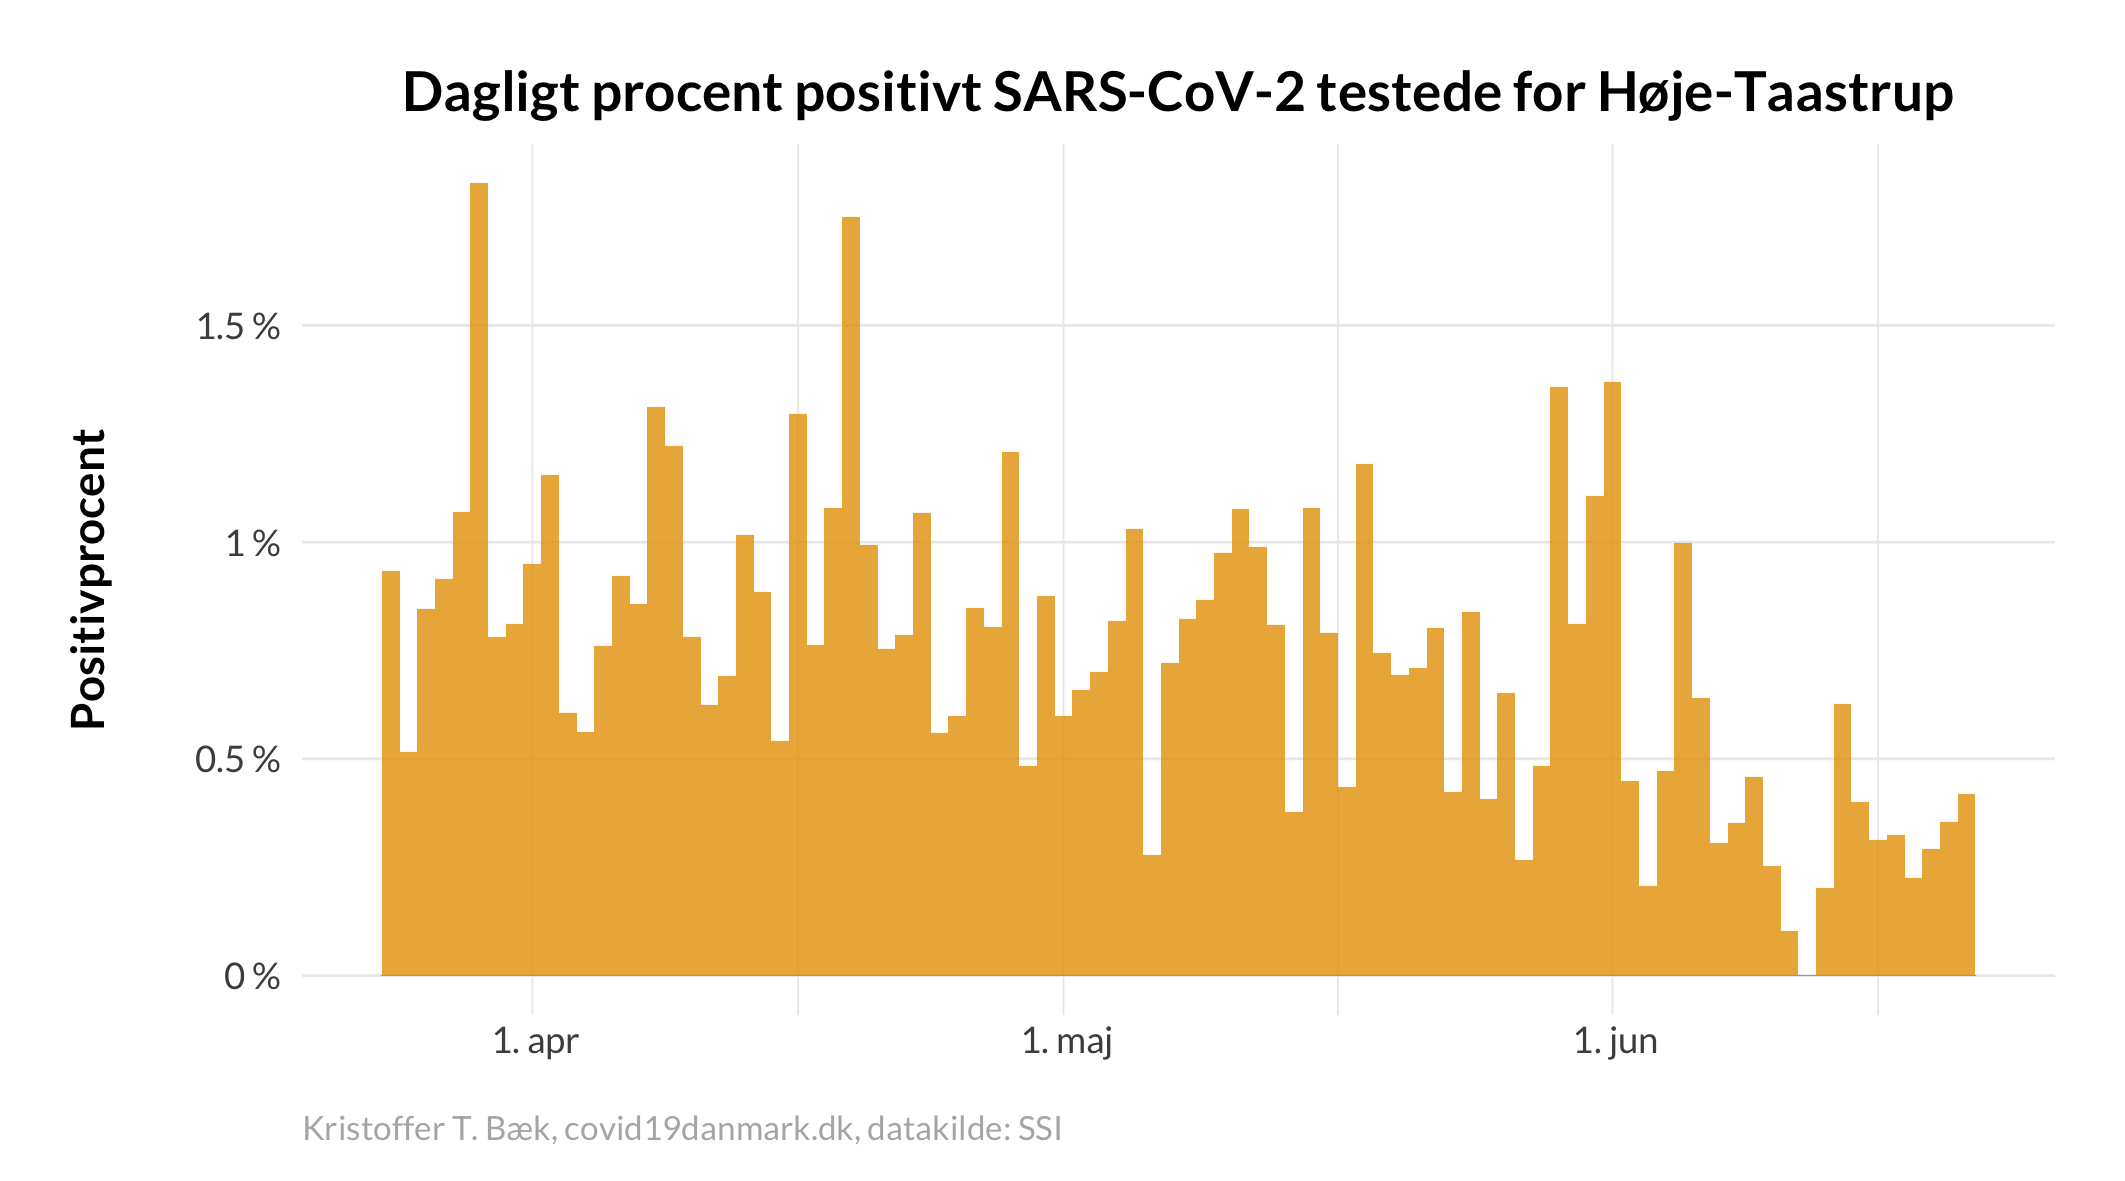 Dagligt procent positivt SARS-CoV-2 testede for Høje-Taastrup
Positivprocent
1.5 %
1 %
0.5 %
0 %
1. apr
1. maj
1. jun
Kristoffer T. Bæk, covid19danmark.dk, datakilde: SSI